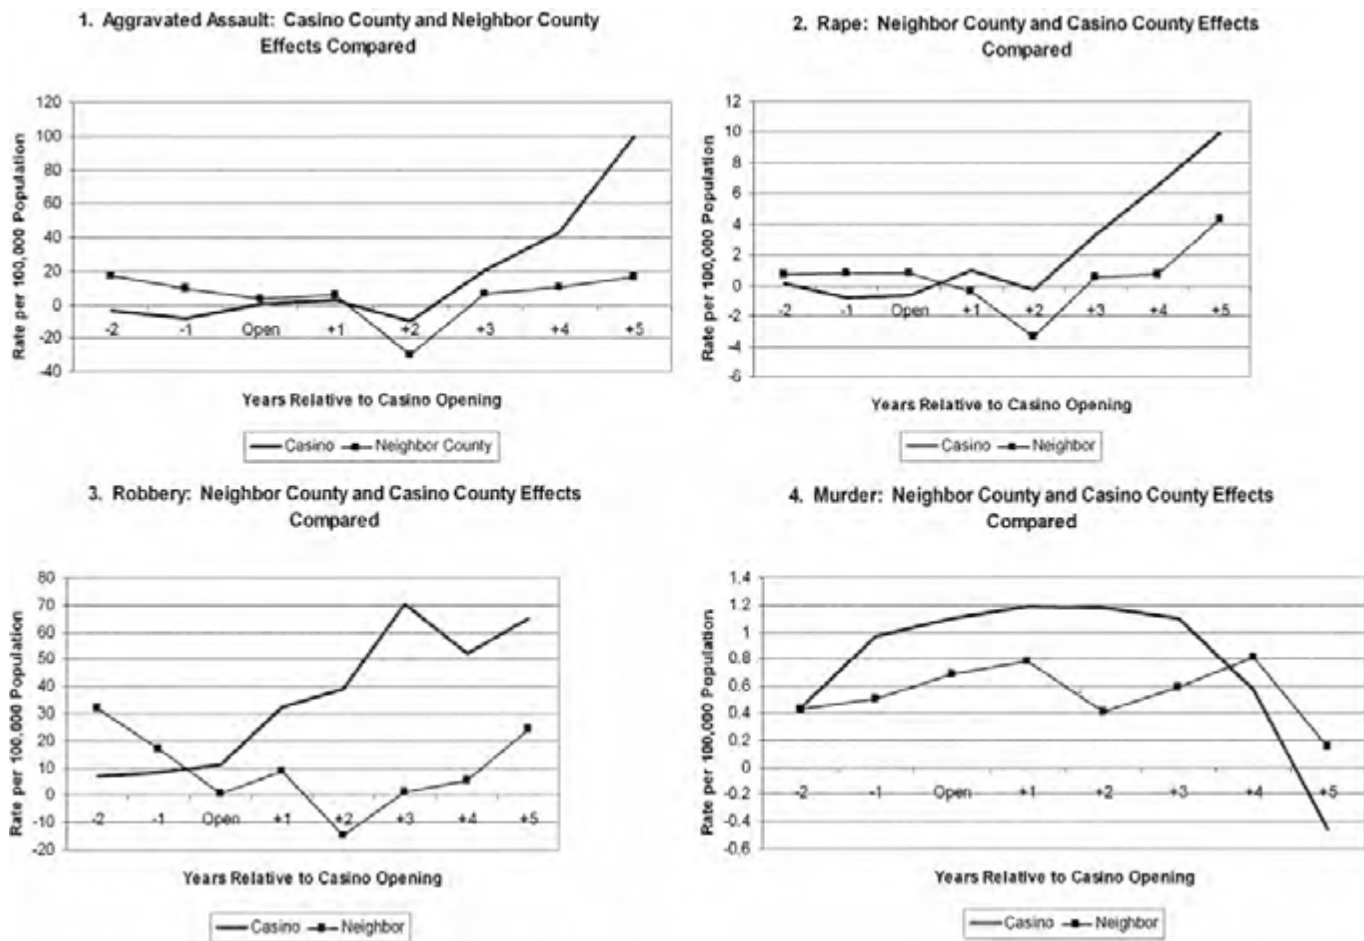 1. Aggravated Assault: Casino County and Neighbor County
Effects Compared
120
100
80
60
40
20
0
-20
-40
Rate per 100,000 Population
-2
-1
Open
+1
+2
+3
+4
+5
Years Relative to Casino Opening
Casino
Neighbor County
2. Rape: Neighbor County and Casino County Effects
Compared
12
10
8
6
4
2
0
-2
-4
-6
Rate per 100,000 Population
-2
-1
Open
+1
+2
+3
+4
+5
Years Relative to Casino Opening
Casino
Neighbor
3. Robbery: Neighbor County and Casino County Effects
Compared
80
70
60
50
40
30
20
10
0
-10
-20
Rate per 100,000 Population
-2
-1
Open
+1
+2
+3
+4
+5
Years Relative to Casino Opening
Casino
Neighbor
4. Murder: Neighbor County and Casino County Effects
Compared
1.4
1.2
1
0.8
0.6
0.4
0.2
0
-0.2
-0.4
-0.6
Rate per 100,000 Population
-2
-1
Open
+1
+2
+3
+4
+5
Years Relative to Casino Opening
Casino
Neighbor